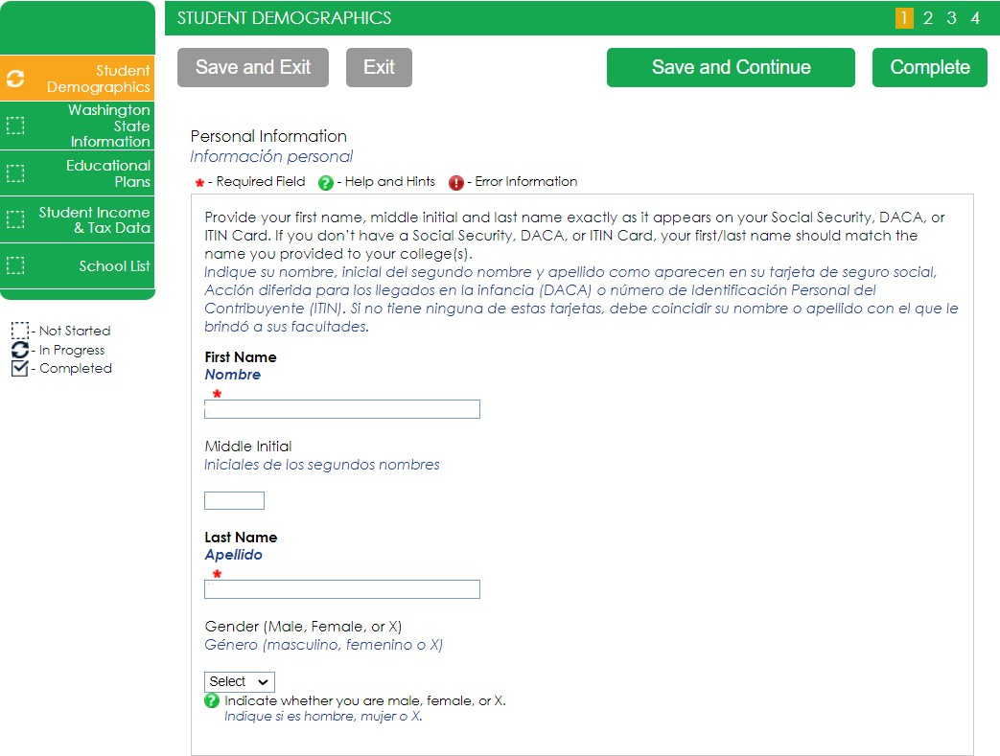 STUDENT DEMOGRAPHICS
1 2 3 4
Save and Exit
Exit
Save and Continue
Complete
Student
Demographics
Washington
State
Information
Educational
Plans
Student Income
& Tax Data
School List
- Not Started
- In Progress
- Completed
Personal Information
Información personal
* - Required Field ? - Help and Hints ! - Error Information
Provide your first name, middle initial and last name exactly as it appears on your Social Security, DACA, or
ITIN Card. If you don't have a Social Security, DACA, or ITIN Card, your first/last name should match the
name you provided to your college(s).
Indique su nombre, inicial del segundo nombre y apellido como aparecen en su tarjeta de seguro social,
Acción diferida para los llegados en la infancia (DACA) o número de Identificación Personal del
Contribuyente (ITIN). Si no tiene ninguna de estas tarjetas, debe coincidir su nombre o apellido con el que le
brindó a sus facultades.
First Name
Nombre
*
Middle Initial
Iniciales de los segundos nombres
Last Name
Apellido
*
Gender (Male, Female, or X)
Género (masculino, femenino o X)
Select
? Indicate whether you are male, female, or X.
Indique si es hombre, mujer o X.